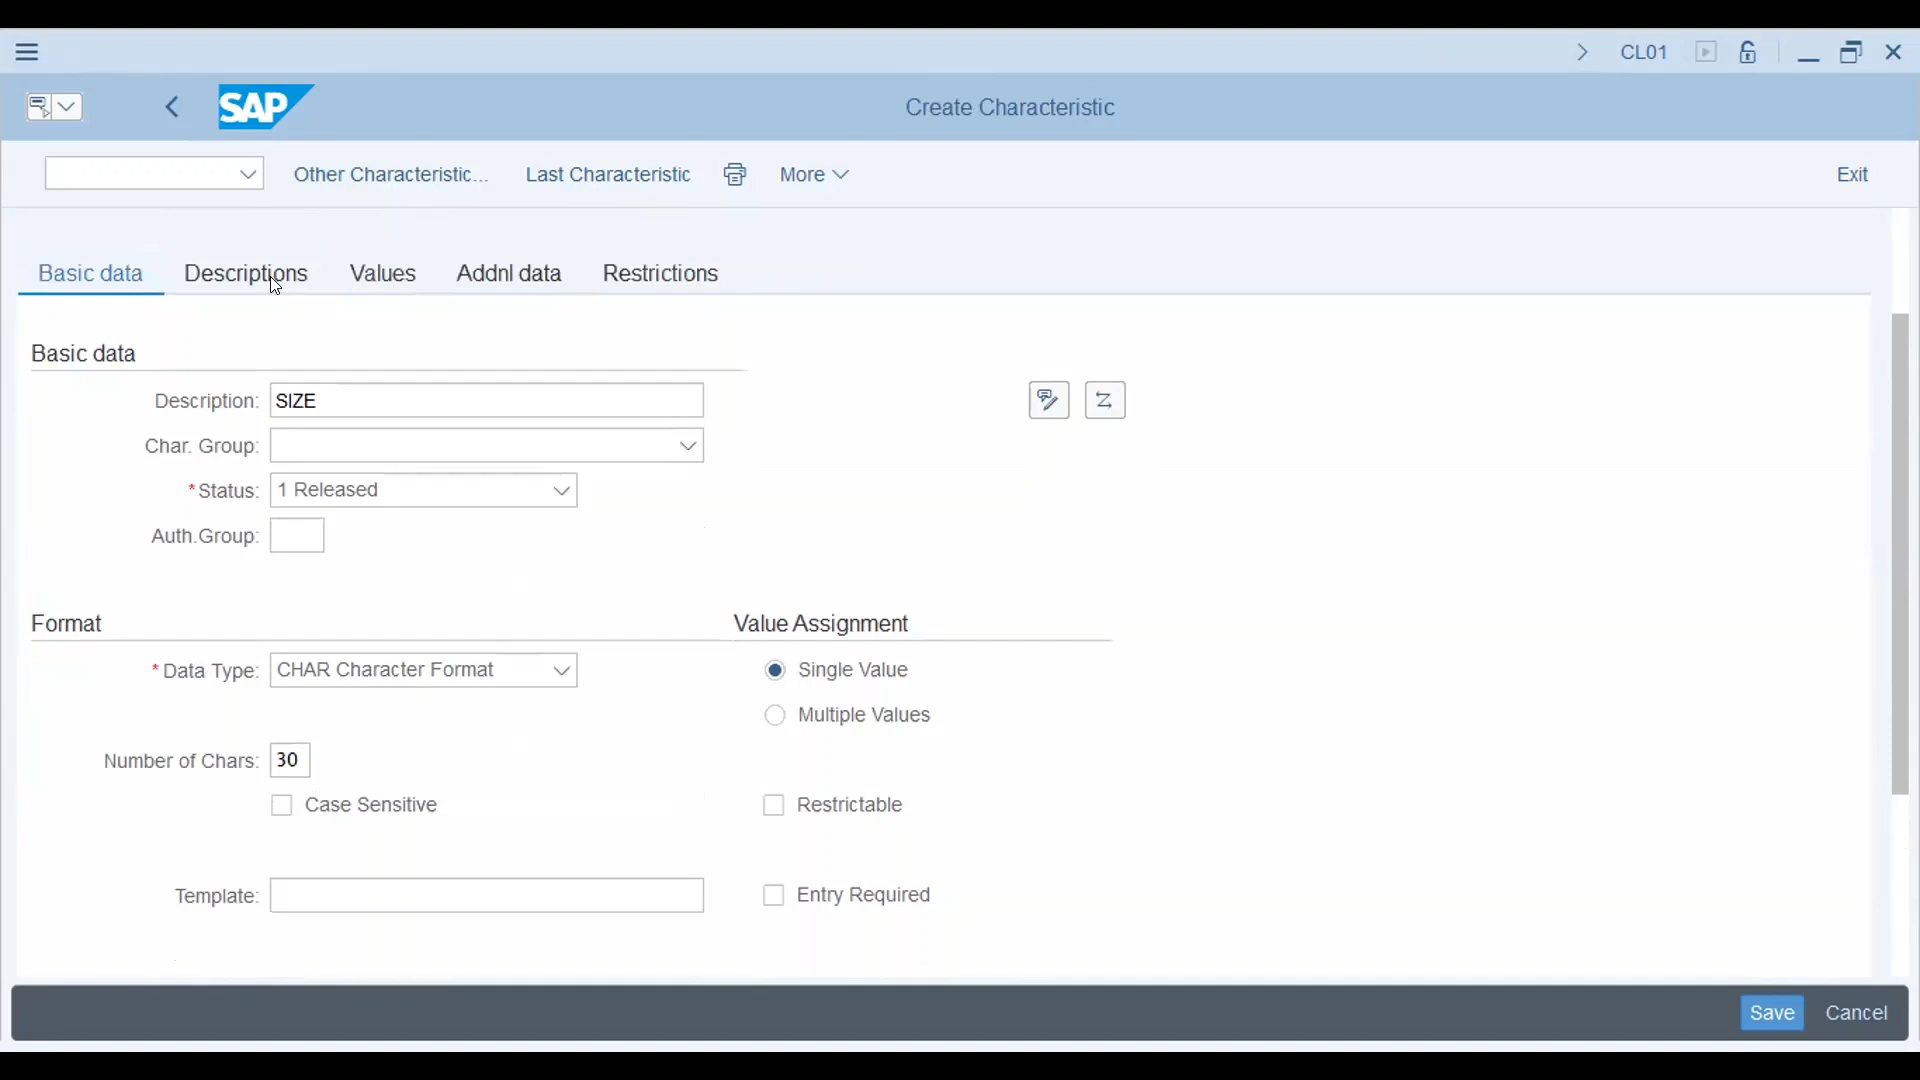 CL01
SAP
Create Characteristic
Other Characteristic... Last Characteristic More Exit
Basic data Descriptions Values Addnl data Restrictions
Basic data
Description: SIZE
Char. Group:
*Status: 1 Released
Auth.Group:
Format Value Assignment
* Data Type: CHAR Character Format Single Value
Multiple Values
Number of Chars: 30
Case Sensitive Restrictable
Template: Entry Required
Save Cancel